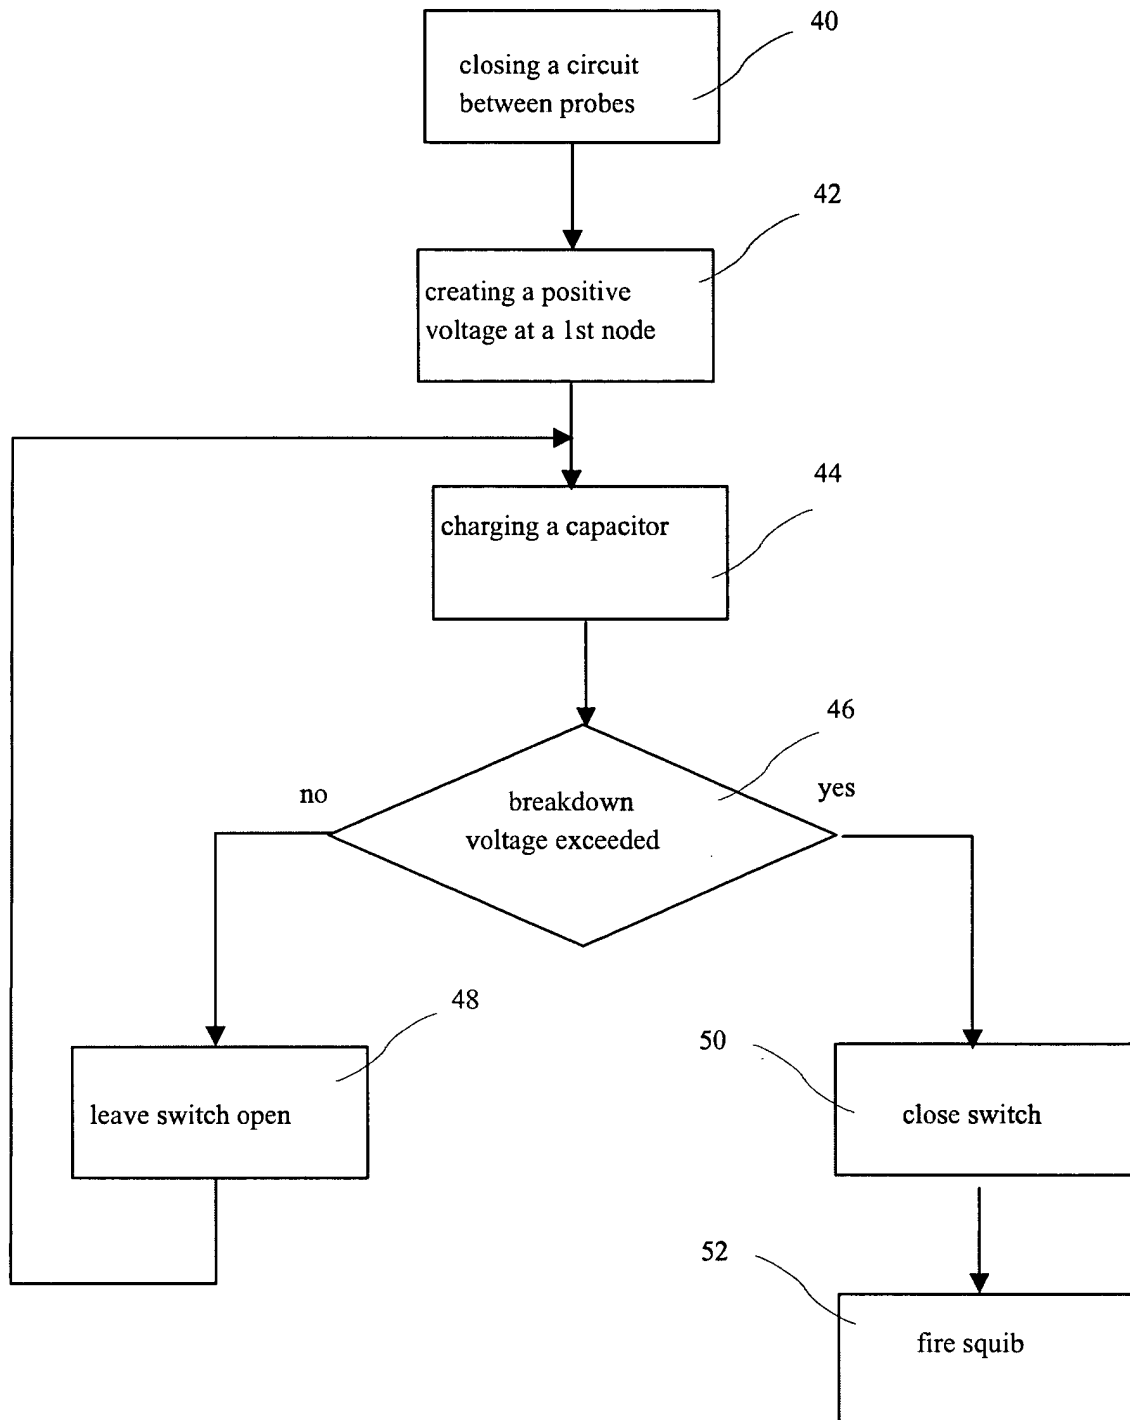 40
closing a circuit
between probes
42
creating a positive
voltage at a 1st node
44
charging a capacitor
46
no
yes
breakdown
voltage exceeded
48
leave switch open
50
close switch
52
fire squib